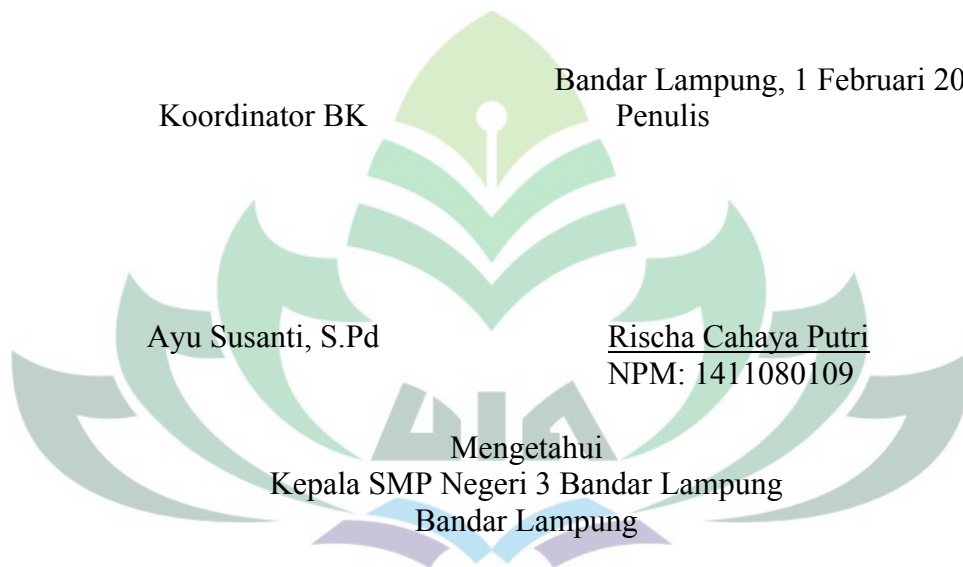 Bandar Lampung, 1 Februari 20
Koordinator BK Penulis
Ayu Susanti, S.Pd Rischa Cahaya Putri
NPM: 1411080109
Mengetahui
Kepala SMP Negeri 3 Bandar Lampung
Bandar Lampung